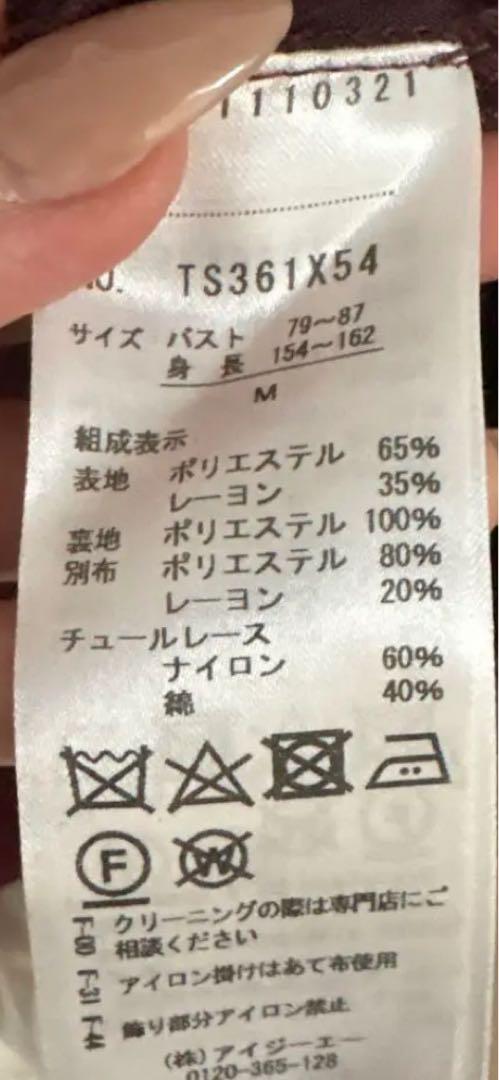 1110321
TS361X54
サイズ バスト 79～87
身長 154～162
M
組成表示
表地 ポリエステル 65%
レーヨン 35%
裏地 ポリエステル 100%
別布 ポリエステル 80%
レーヨン 20%
チュールレース
ナイロン 60%
綿 40%
F W
クリーニングの際は専門店にご
相談ください
F-31 アイロン掛けはあて布使用
F-44 飾り部分アイロン禁止
(株)アイジーエー
0120-365-128